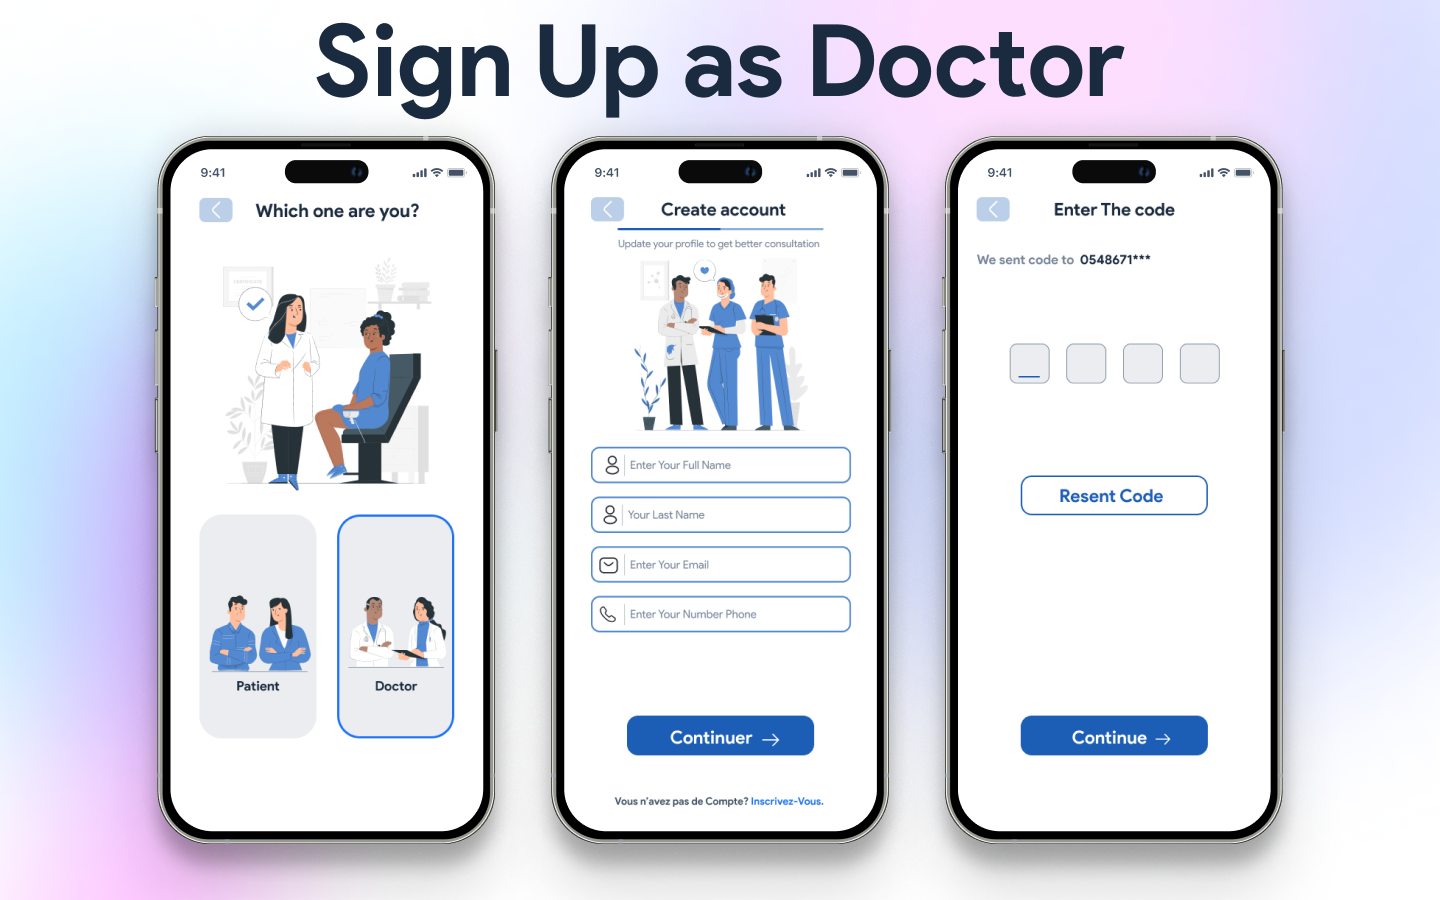 Sign Up as Doctor
9:41
Which one are you?
CERTIFICATE
Patient
Doctor
9:41
Create account
Update your profile to get better consultation
Enter Your Full Name
Your Last Name
Enter Your Email
Enter Your Number Phone
Continuer
Vous n'avez pas de Compte? Inscrivez-Vous.
9:41
Enter The code
We sent code to 0548671***
Resent Code
Continue